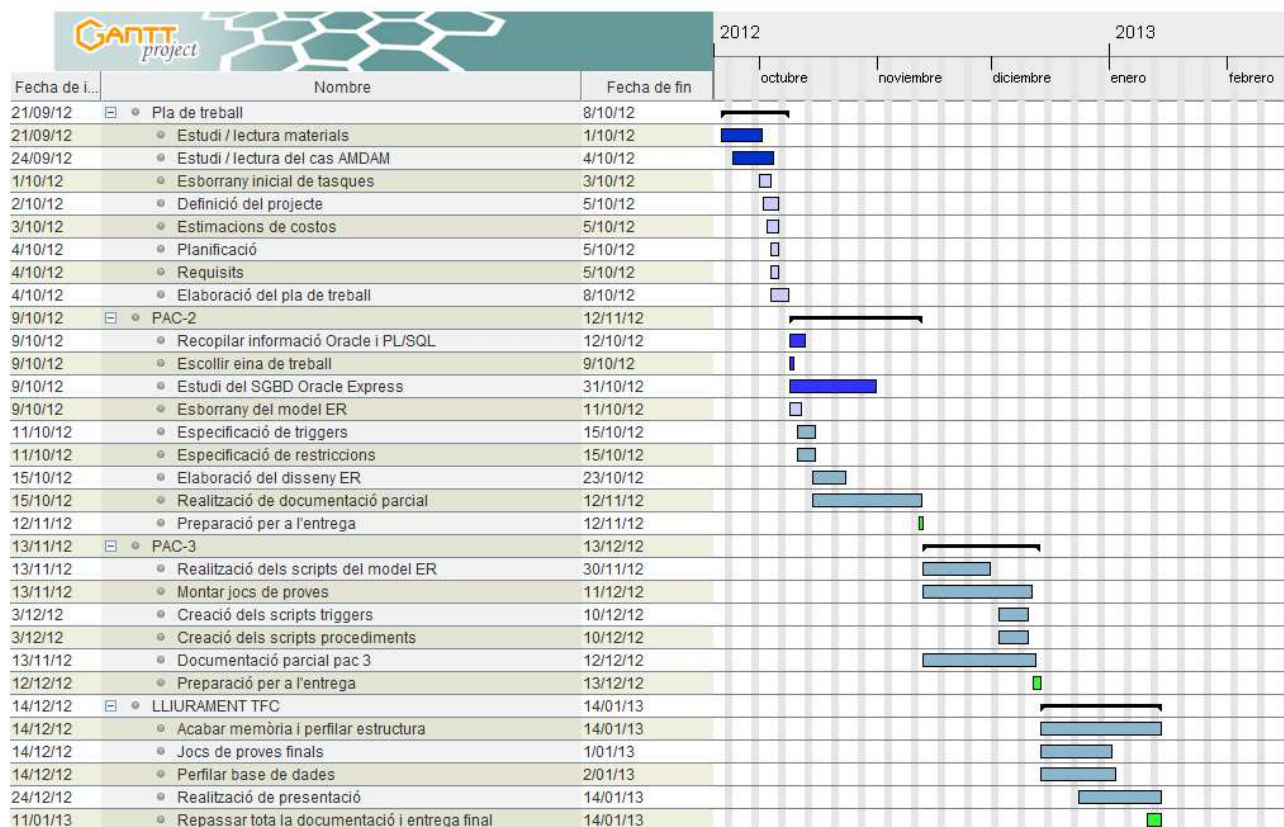 GANTT
project
2012 2013
octubre noviembre diciembre enero febrero
Fecha de i... Nombre Fecha de fin
21/09/12 Pla de treball 8/10/12
21/09/12 Estudi / lectura materials 1/10/12
24/09/12 Estudi / lectura del cas AMDAM 4/10/12
1/10/12 Esborrany inicial de tasques 3/10/12
2/10/12 Definició del projecte 5/10/12
3/10/12 Estimacions de costos 5/10/12
4/10/12 Planificació 5/10/12
4/10/12 Requisits 5/10/12
4/10/12 Elaboració del pla de treball 8/10/12
9/10/12 PAC-2 12/11/12
9/10/12 Recopilar informació Oracle i PL/SQL 12/10/12
9/10/12 Escollir eina de treball 9/10/12
9/10/12 Estudi del SGBD Oracle Express 31/10/12
9/10/12 Esborrany del model ER 11/10/12
11/10/12 Especificació de triggers 15/10/12
11/10/12 Especificació de restriccions 15/10/12
15/10/12 Elaboració del disseny ER 23/10/12
15/10/12 Realització de documentació parcial 12/11/12
12/11/12 Preparació per a l'entrega 12/11/12
13/11/12 PAC-3 13/12/12
13/11/12 Realització dels scripts del model ER 30/11/12
13/11/12 Montar jocs de proves 11/12/12
3/12/12 Creació dels scripts triggers 10/12/12
3/12/12 Creació dels scripts procediments 10/12/12
13/11/12 Documentació parcial pac 3 12/12/12
12/12/12 Preparació per a l'entrega 13/12/12
14/12/12 LLIURAMENT TFC 14/01/13
14/12/12 Acabar memòria i perfilar estructura 14/01/13
14/12/12 Jocs de proves finals 1/01/13
14/12/12 Perfilar base de dades 2/01/13
24/12/12 Realització de presentació 14/01/13
11/01/13 Repassar tota la documentació i entrega final 14/01/13